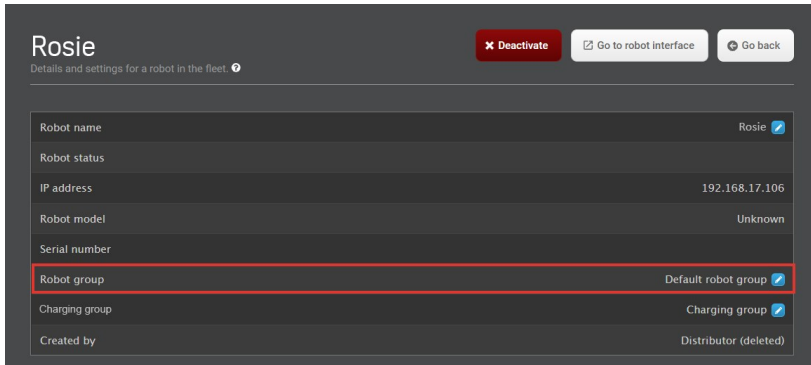 Rosie
Deactivate
Go to robot interface
Go back
Details and settings for a robot in the fleet.
Robot name Rosie
Robot status
IP address 192.168.17.106
Robot model Unknown
Serial number
Robot group Default robot group
Charging group Charging group
Created by Distributor (deleted)